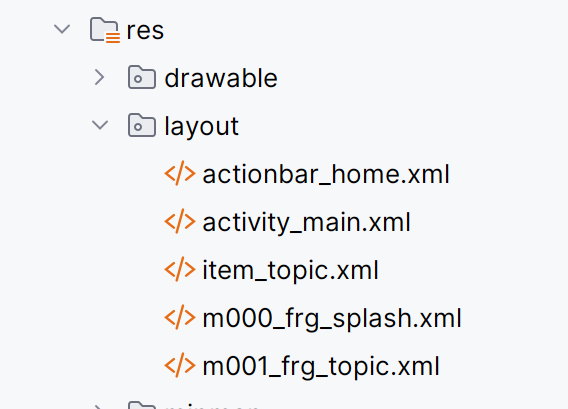 res
drawable
layout
actionbar_home.xml
activity_main.xml
item_topic.xml
m000_frg_splash.xml
m001_frg_topic.xml